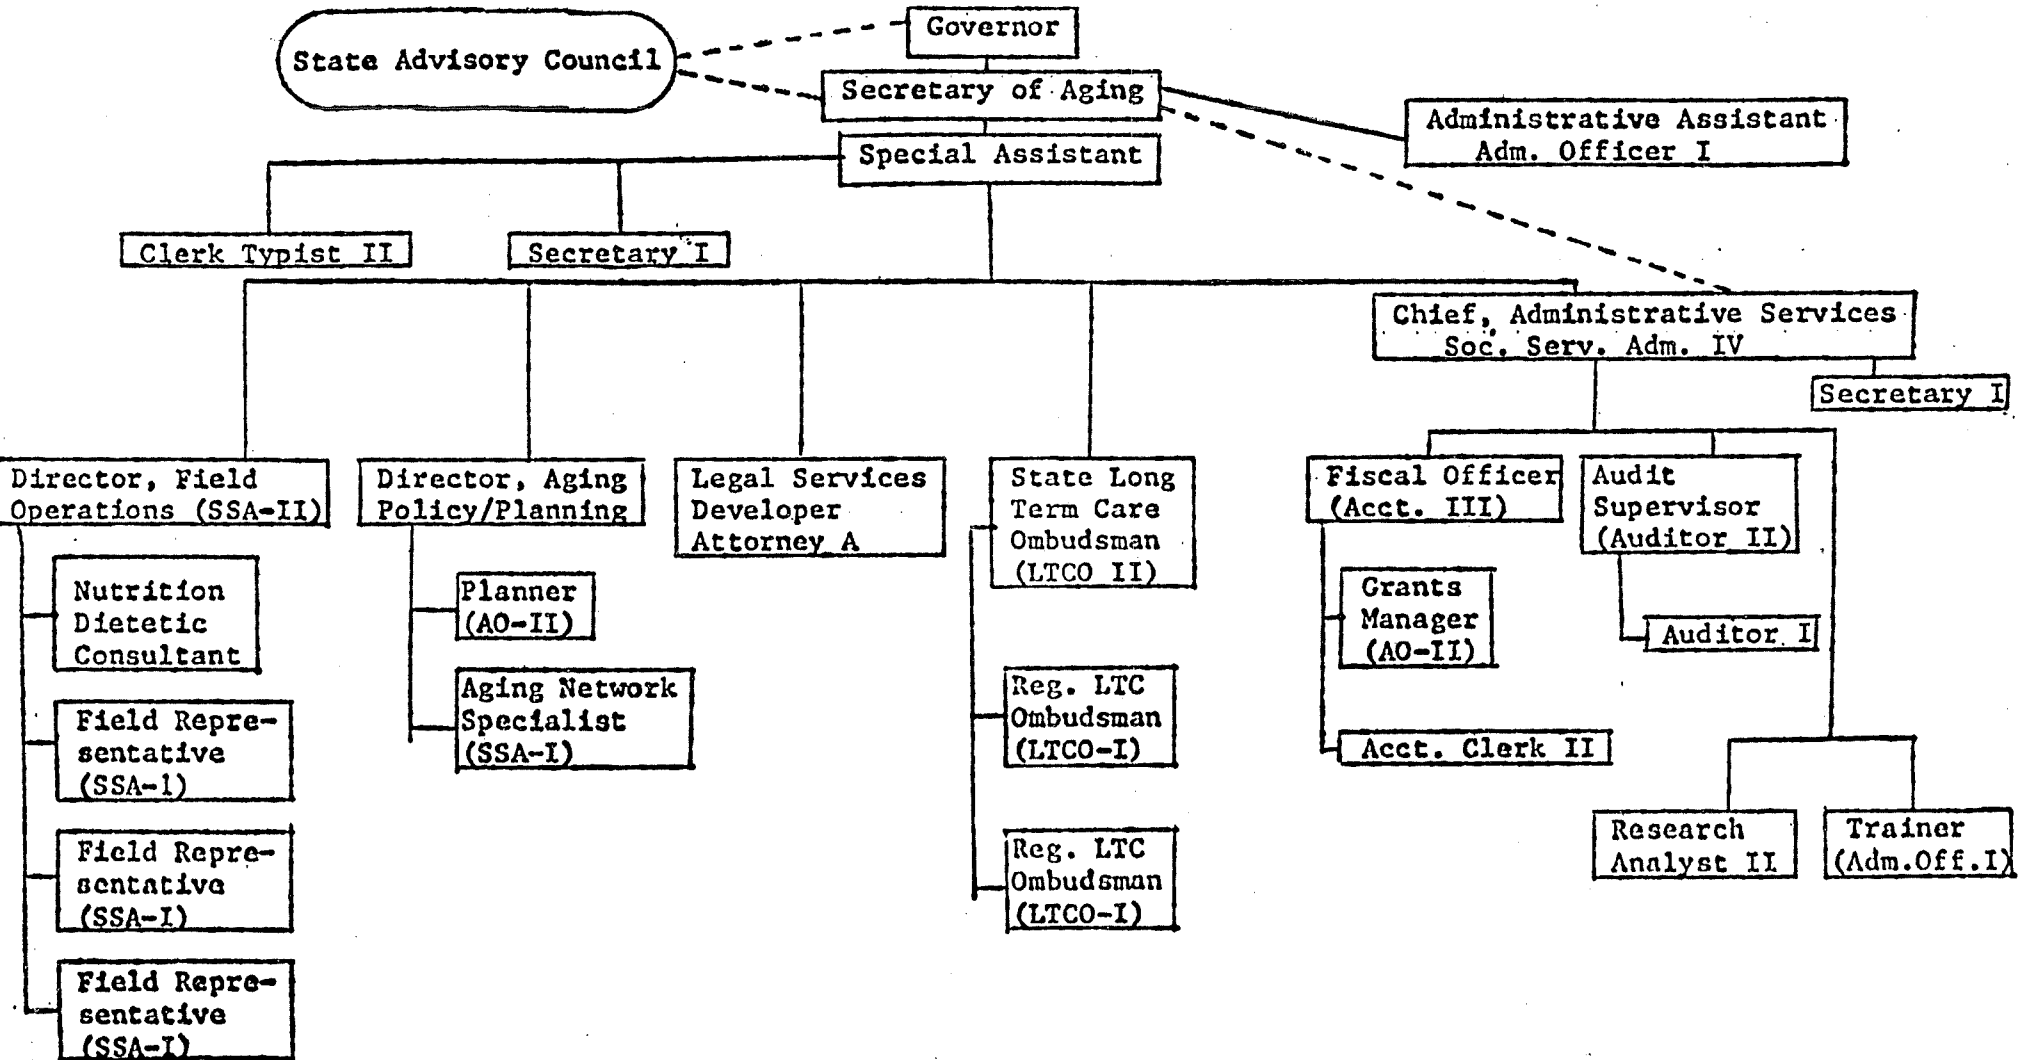 State Advisory Council
Governor
Secretary of Aging
Administrative Assistant
Adm. Officer I
Special Assistant
Clerk Typist II
Secretary I
Chief, Administrative Services
Soc. Serv. Adm. IV
Secretary I
Director, Field
Operations (SSA-II)
Nutrition
Dietetic
Consultant
Field Repre-
sentative
(SSA-1)
Field Repre-
sentative
(SSA-I)
Field Repre-
sentative
(SSA-I)
Director, Aging
Policy/Planning
Planner
(AO-II)
Aging Network
Specialist
(SSA-I)
Legal Services
Developer
Attorney A
State Long
Term Care
Ombudsman
(LTCO II)
Reg. LTC
Ombudsman
(LTCO-I)
Reg. LTC
Ombudsman
(LTCO-I)
Fiscal Officer
(Acct. III)
Grants
Manager
(AO-II)
Acct. Clerk II
Audit
Supervisor
(Auditor II)
Auditor I
Research
Analyst II
Trainer
(Adm.Off.I)